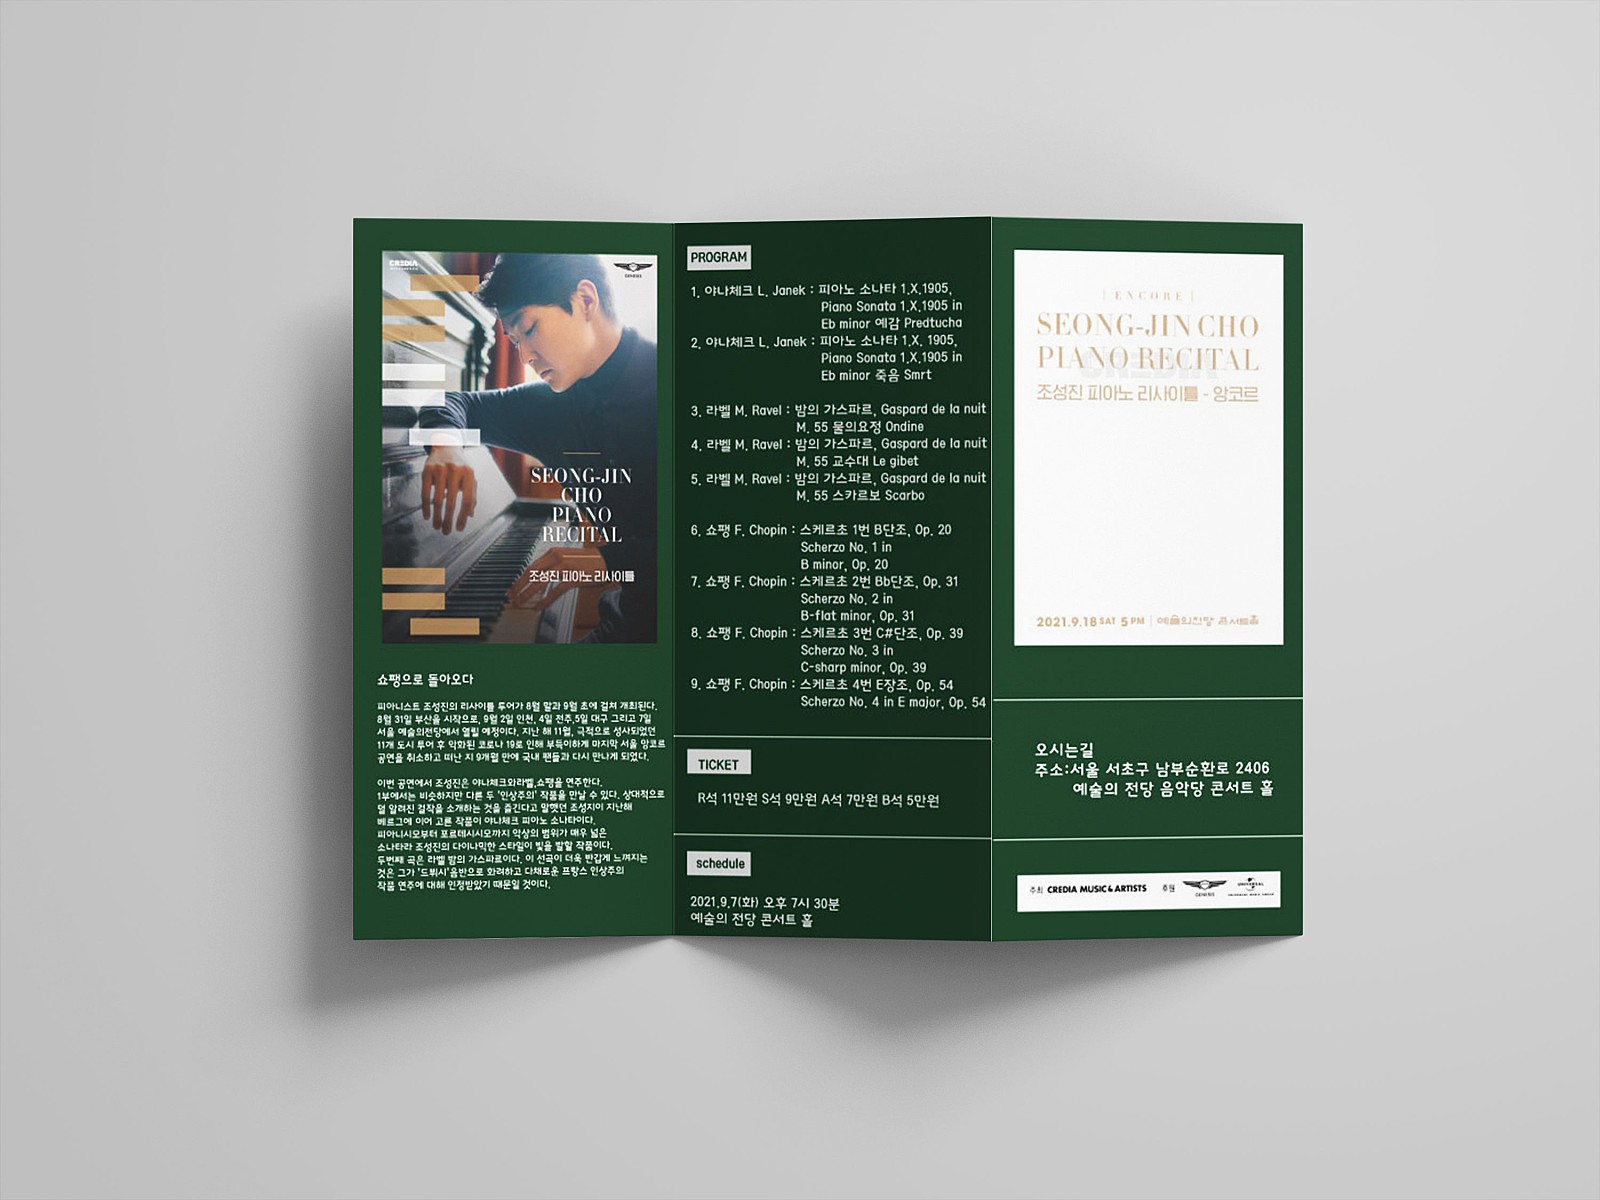 CREDIA
GENESIS
SEONG-JIN
CHO
PIANO
RECITAL
조성진 피아노 리사이틀
쇼팽으로 돌아오다
피아니스트 조성진의 리사이틀 투어가 8월 말과 9월 초에 걸쳐 개최된다.
8월 31일 부산을 시작으로, 9월 2일 인천, 4일 전주,5일 대구 그리고 7일
서울 예술의전당에서 열릴 예정이다. 지난 해 11월, 극적으로 성사되었던
11개 도시 투어 후 악화된 코로나 19로 인해 부득이하게 마지막 서울 앙코르
공연을 취소하고 떠난 지 9개월 만에 국내 팬들과 다시 만나게 되었다.
이번 공연에서 조성진은 야나체크와라벨,쇼팽을 연주한다.
1부에서는 비슷하지만 다른 두 '인상주의' 작품을 만날 수 있다. 상대적으로
덜 알려진 걸작을 소개하는 것을 즐긴다고 말했던 조성지이 지난해
베르그에 이어 고른 작품이 야나체크 피아노 소나타이다.
피아니시모부터 포르테시시모까지 악상의 범위가 매우 넓은
소나타라 조성진의 다이나믹한 스타일이 빛을 발할 작품이다.
두번째 곡은 라벨 밤의 가스파르이다. 이 선곡이 더욱 반갑게 느껴지는
것은 그가 '드뷔시'음반으로 화려하고 다채로운 프랑스 인상주의
작품 연주에 대해 인정받았기 때문일 것이다.
PROGRAM
1. 야나체크 L. Janek : 피아노 소나타 1.X.1905,
Piano Sonata 1.X.1905 in
Eb minor 예감 Predtucha
2. 야나체크 L. Janek : 피아노 소나타 1.X. 1905,
Piano Sonata 1.X.1905 in
Eb minor 죽음 Smrt
3. 라벨 M. Ravel : 밤의 가스파르, Gaspard de la nuit
M. 55 물의요정 Ondine
4. 라벨 M. Ravel : 밤의 가스파르, Gaspard de la nuit
M. 55 교수대 Le gibet
5. 라벨 M. Ravel : 밤의 가스파르, Gaspard de la nuit
M. 55 스카르보 Scarbo
6. 쇼팽 F. Chopin : 스케르초 1번 B단조, Op. 20
Scherzo No. 1 in
B minor, Op. 20
7. 쇼팽 F. Chopin : 스케르초 2번 Bb단조, Op. 31
Scherzo No. 2 in
B-flat minor, Op. 31
8. 쇼팽 F. Chopin : 스케르초 3번 C#단조, Op. 39
Scherzo No. 3 in
C-sharp minor, Op. 39
9. 쇼팽 F. Chopin : 스케르초 4번 E장조, Op. 54
Scherzo No. 4 in E major, Op. 54
TICKET
R석 11만원 S석 9만원 A석 7만원 B석 5만원
schedule
2021.9.7(화) 오후 7시 30분
예술의 전당 콘서트 홀
| ENCORE |
SEONG-JIN CHO
PIANO RECITAL
CREDIA
조성진 피아노 리사이틀 - 앙코르
2021.9.18 SAT 5 PM | 예술의전당 콘서트홀
오시는길
주소:서울 서초구 남부순환로 2406
예술의 전당 음악당 콘서트 홀
주최 CREDIA MUSIC & ARTISTS 후원 GENESIS UNIVERSAL
UNIVERSAL MUSIC GROUP